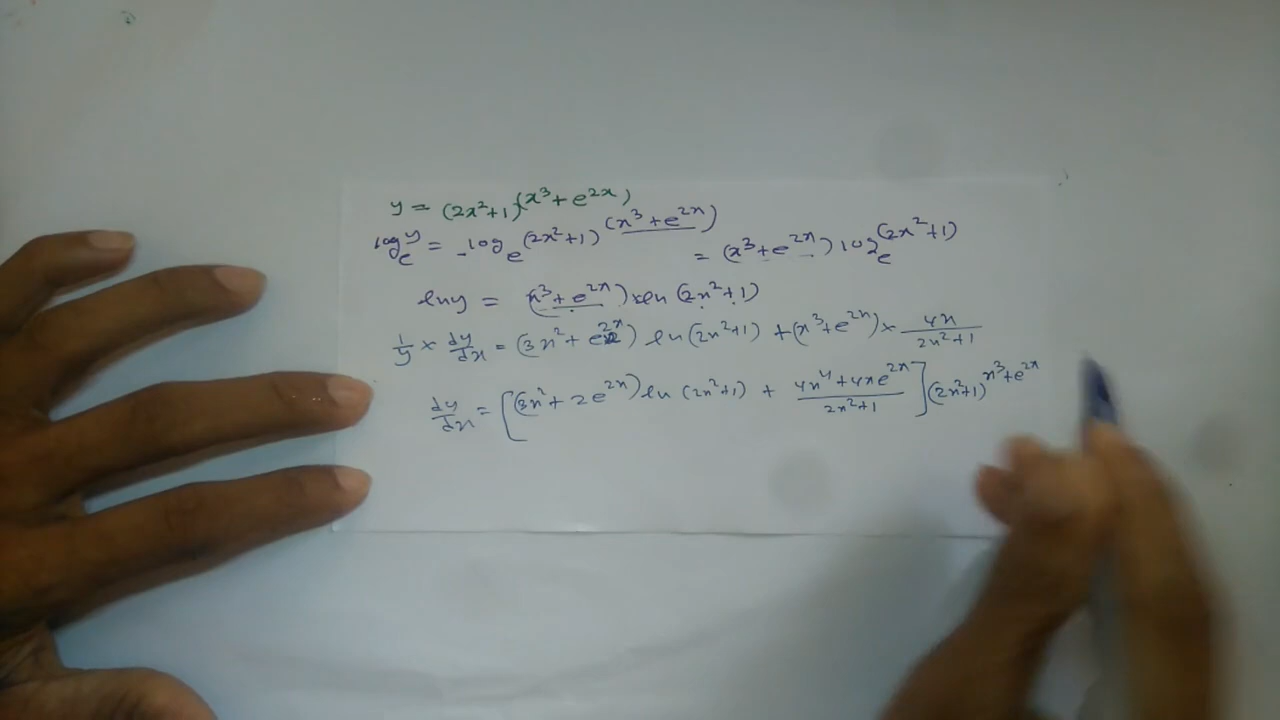 y = (2x²+1)^(x³+e^{2x})
log_e y = log_e (2x²+1)^(x³+e^{2x}) = (x³+e^{2x}) log_e (2x²+1)
ln y = (x³+e^{2x}) × ln (2x²+1)
1/y × dy/dx = (3x²+ e^{2x}) ln (2x²+1) + (x³+e^{2x}) × 4x/(2x²+1)
dy/dx = [(3x²+2e^{2x}) ln (2x²+1) + (4x⁴+4xe^{2x})/(2x²+1)] (2x²+1)^{x³+e^{2x}}